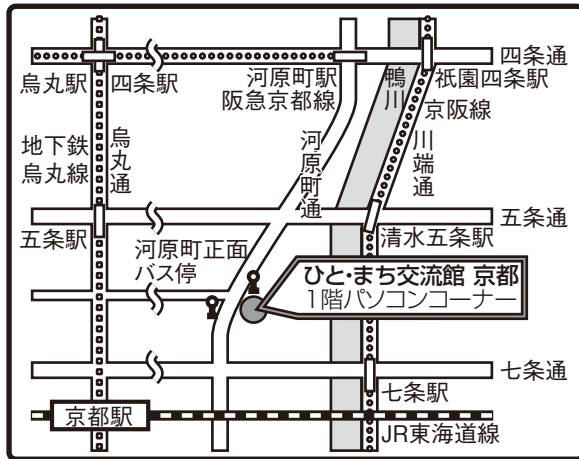 四条通
烏丸駅
四条駅
河原町駅
阪急京都線
鴨川
祇園四条駅
京阪線
地下鉄
烏丸線
烏丸通
河原町通
川端通
五条通
五条駅
清水五条駅
河原町正面
バス停
ひと・まち交流館 京都
1階パソコンコーナー
七条通
七条駅
京都駅
JR東海道線